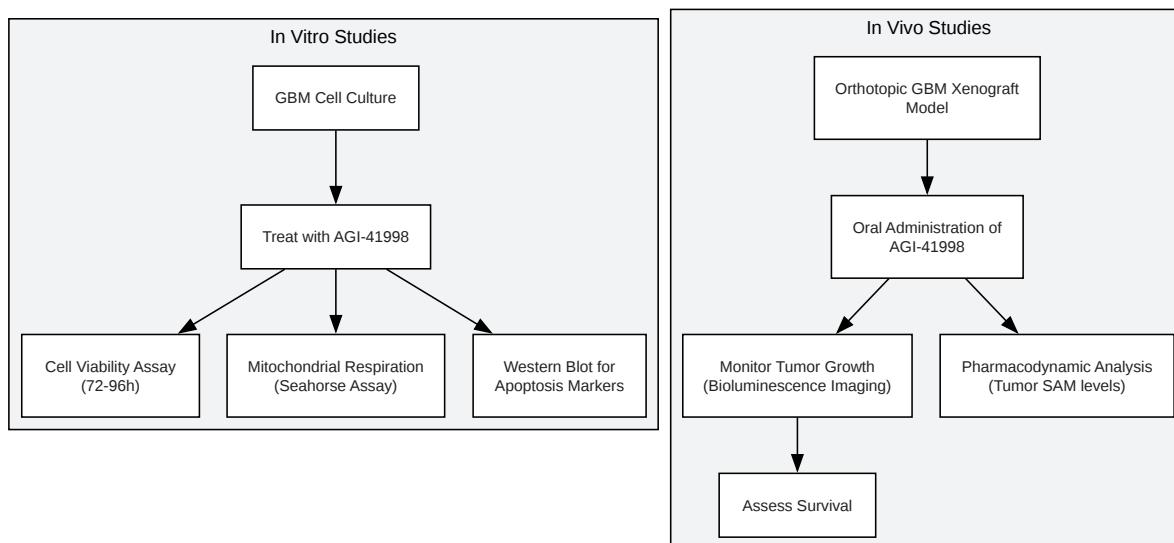 In Vitro Studies
GBM Cell Culture
Treat with AGI-41998
Cell Viability Assay
(72-96h)
Mitochondrial Respiration
(Seahorse Assay)
Western Blot for
Apoptosis Markers
In Vivo Studies
Orthotopic GBM Xenograft
Model
Oral Administration of
AGI-41998
Monitor Tumor Growth
(Bioluminescence Imaging)
Pharmacodynamic Analysis
(Tumor SAM levels)
Assess Survival